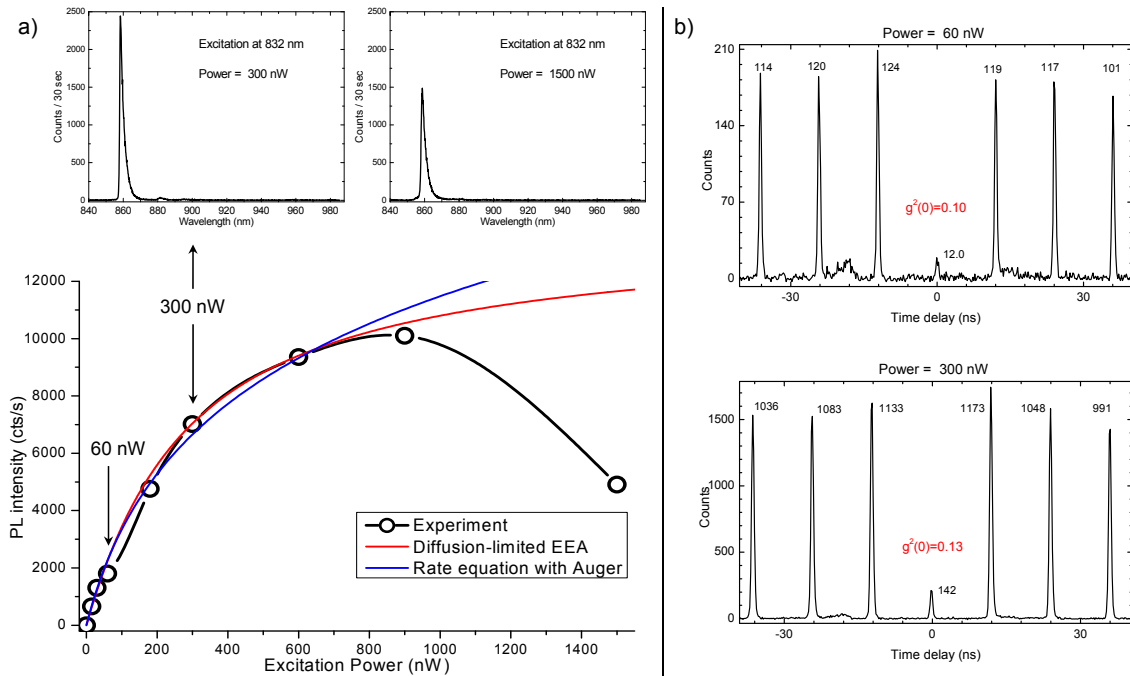 a)
Excitation at 832 nm
Power = 300 nW
Counts / 30 sec
2500
2000
1500
1000
500
0
840 860 880 900 920 940 960 980
Wavelength (nm)
Excitation at 832 nm
Power = 1500 nW
Counts / 30 sec
2500
2000
1500
1000
500
0
840 860 880 900 920 940 960 980
Wavelength (nm)
300 nW
60 nW
PL intensity (cts/s)
12000
10000
8000
6000
4000
2000
0
Experiment
Diffusion-limited EEA
Rate equation with Auger
0 200 400 600 800 1000 1200 1400
Excitation Power (nW)
b)
Power = 60 nW
Counts
210
140
70
0
114 120 124 119 117 101
g²(0)=0.10
12.0
-30 0 30
Time delay (ns)
Power = 300 nW
Counts
1500
1000
500
0
1036 1083 1133 1173 1048 991
g²(0)=0.13
142
-30 0 30
Time delay (ns)